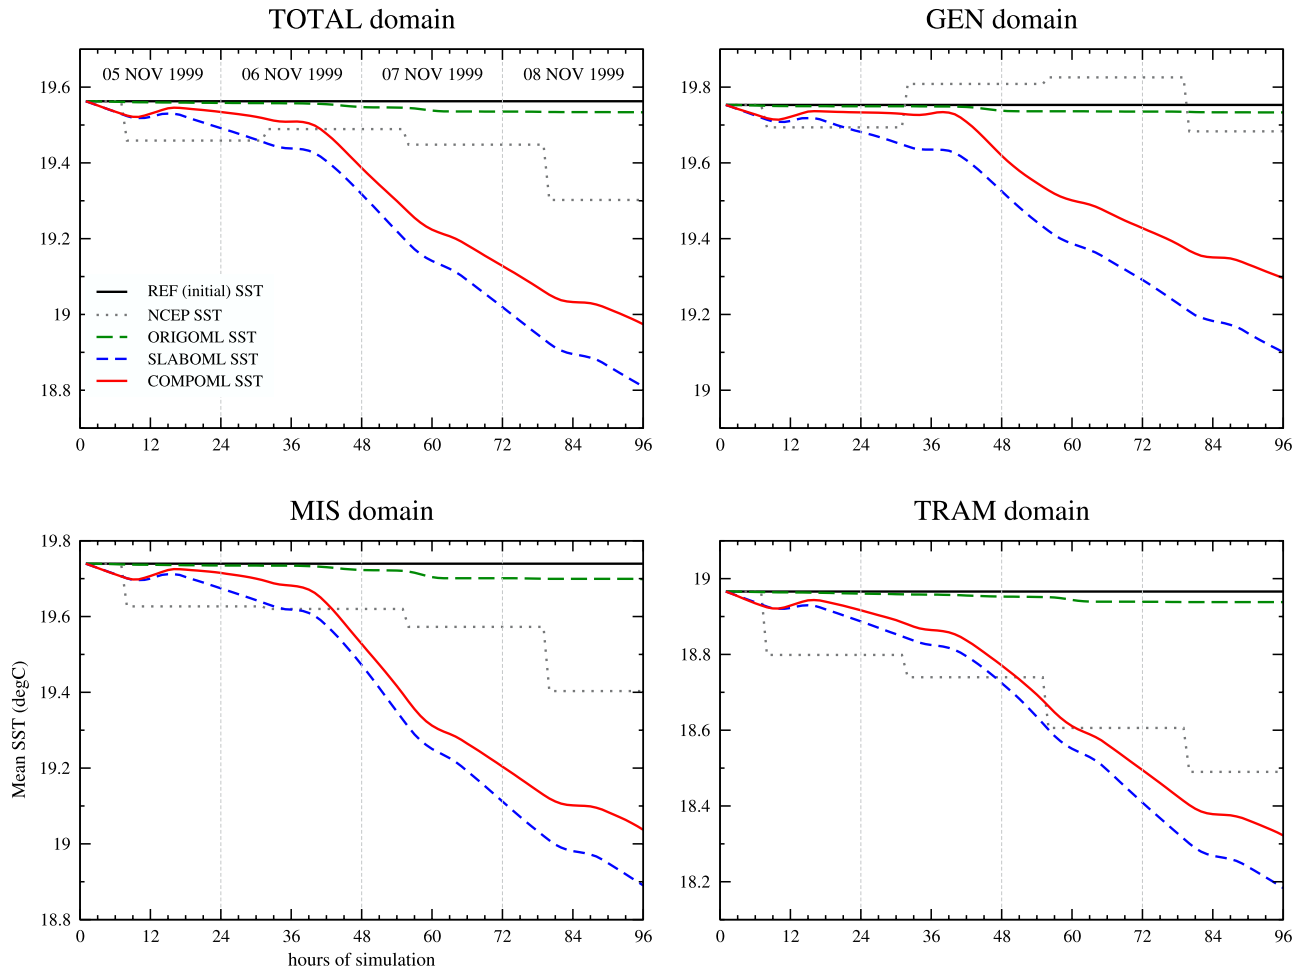 TOTAL domain
05 NOV 1999 06 NOV 1999 07 NOV 1999 08 NOV 1999
19.6
19.4
19.2
19
18.8
REF (initial) SST
NCEP SST
ORIGOML SST
SLABOML SST
COMPOML SST
0 12 24 36 48 60 72 84 96
GEN domain
19.8
19.6
19.4
19.2
19
0 12 24 36 48 60 72 84 96
MIS domain
Mean SST (degC)
19.8
19.6
19.4
19.2
19
18.8
0 12 24 36 48 60 72 84 96
hours of simulation
TRAM domain
19
18.8
18.6
18.4
18.2
0 12 24 36 48 60 72 84 96